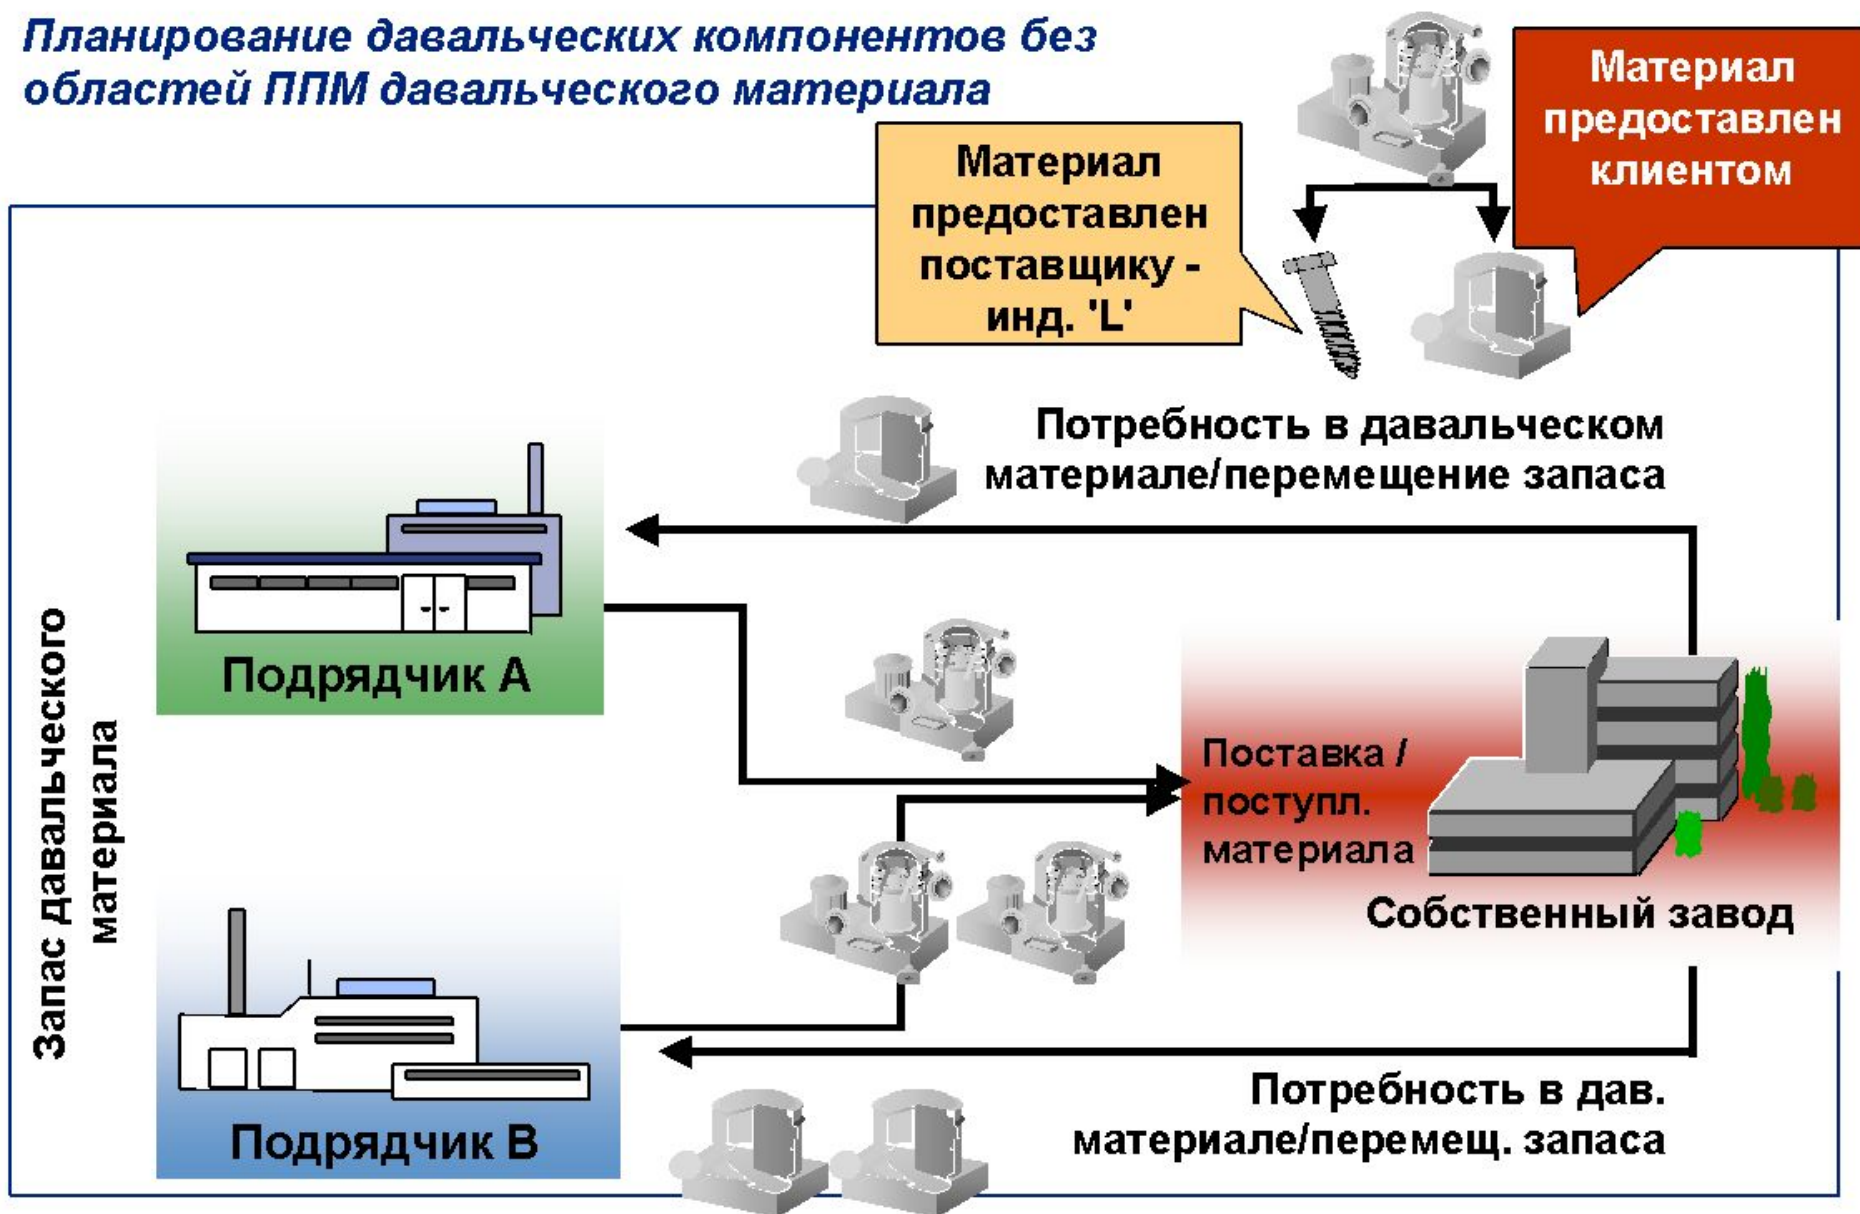 Планирование давальческих компонентов без
областей ППМ давальческого материала
Материал
предоставлен
клиентом
Материал
предоставлен
поставщику -
инд. 'L'
Потребность в давальческом
материале/перемещение запаса
Запас давальческого
материала
Подрядчик А
Поставка /
поступл.
материала
Собственный завод
Подрядчик В
Потребность в дав.
материале/перемещ. запаса